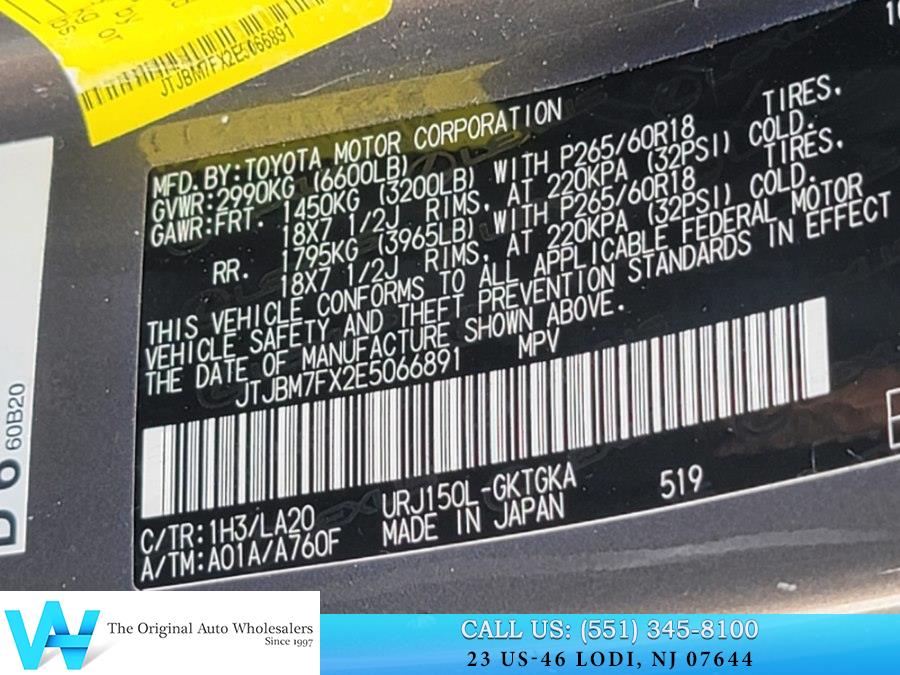 JTJBM7FX2E5066891
MFD. BY: TOYOTA MOTOR CORPORATION
GVWR: 2990KG (6600LB)
GAWR: FRT. 1450KG (3200LB) WITH P265/60R18 TIRES,
18X7 1/2J RIMS, AT 220KPA (32PSI) COLD.
RR. 1795KG (3965LB) WITH P265/60R18 TIRES,
18X7 1/2J RIMS, AT 220KPA (32PSI) COLD.
THIS VEHICLE CONFORMS TO ALL APPLICABLE FEDERAL MOTOR
VEHICLE SAFETY AND THEFT PREVENTION STANDARDS IN EFFECT
THE DATE OF MANUFACTURE SHOWN ABOVE.
JTJBM7FX2E5066891 MPV
C/TR: 1H3/LA20 URJ150L-GKTGKA 519
A/TM: A01A/A760F MADE IN JAPAN
60B20
The Original Auto Wholesalers
Since 1997
CALL US: (551) 345-8100
23 US-46 LODI, NJ 07644